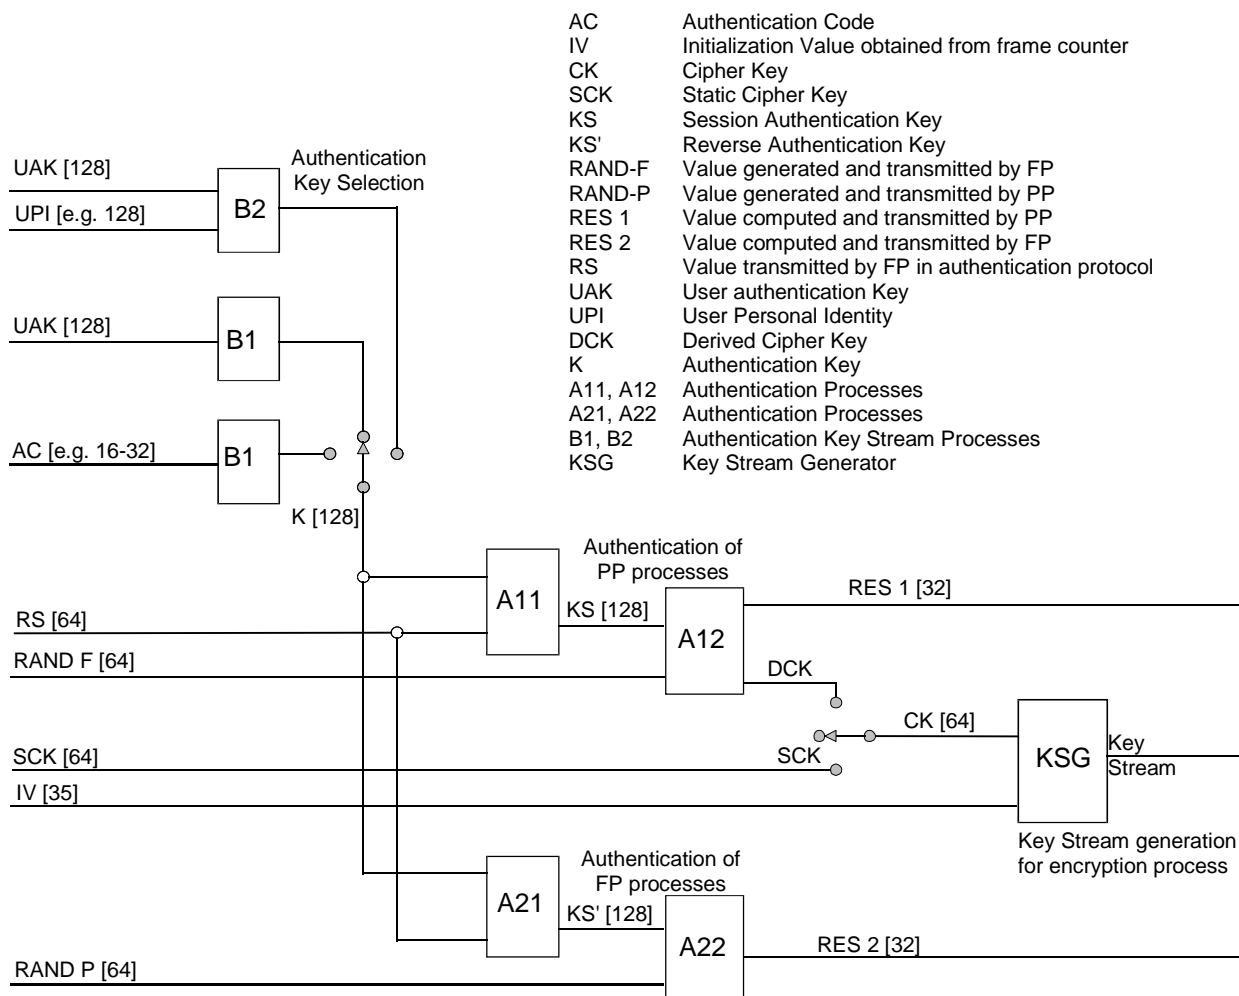 AC Authentication Code
IV Initialization Value obtained from frame counter
CK Cipher Key
SCK Static Cipher Key
KS Session Authentication Key
KS' Reverse Authentication Key
RAND-F Value generated and transmitted by FP
RAND-P Value generated and transmitted by PP
RES 1 Value computed and transmitted by PP
RES 2 Value computed and transmitted by FP
RS Value transmitted by FP in authentication protocol
UAK User authentication Key
UPI User Personal Identity
DCK Derived Cipher Key
K Authentication Key
A11, A12 Authentication Processes
A21, A22 Authentication Processes
B1, B2 Authentication Key Stream Processes
KSG Key Stream Generator
UAK [128]
UPI [e.g. 128]
B2
Authentication
Key Selection
UAK [128]
B1
AC [e.g. 16-32]
B1
K [128]
Authentication of
PP processes
A11
KS [128]
A12
RES 1 [32]
RS [64]
RAND F [64]
DCK
CK [64]
SCK [64]
SCK
KSG
Key
Stream
IV [35]
Key Stream generation
for encryption process
Authentication of
FP processes
A21
KS' [128]
A22
RES 2 [32]
RAND P [64]